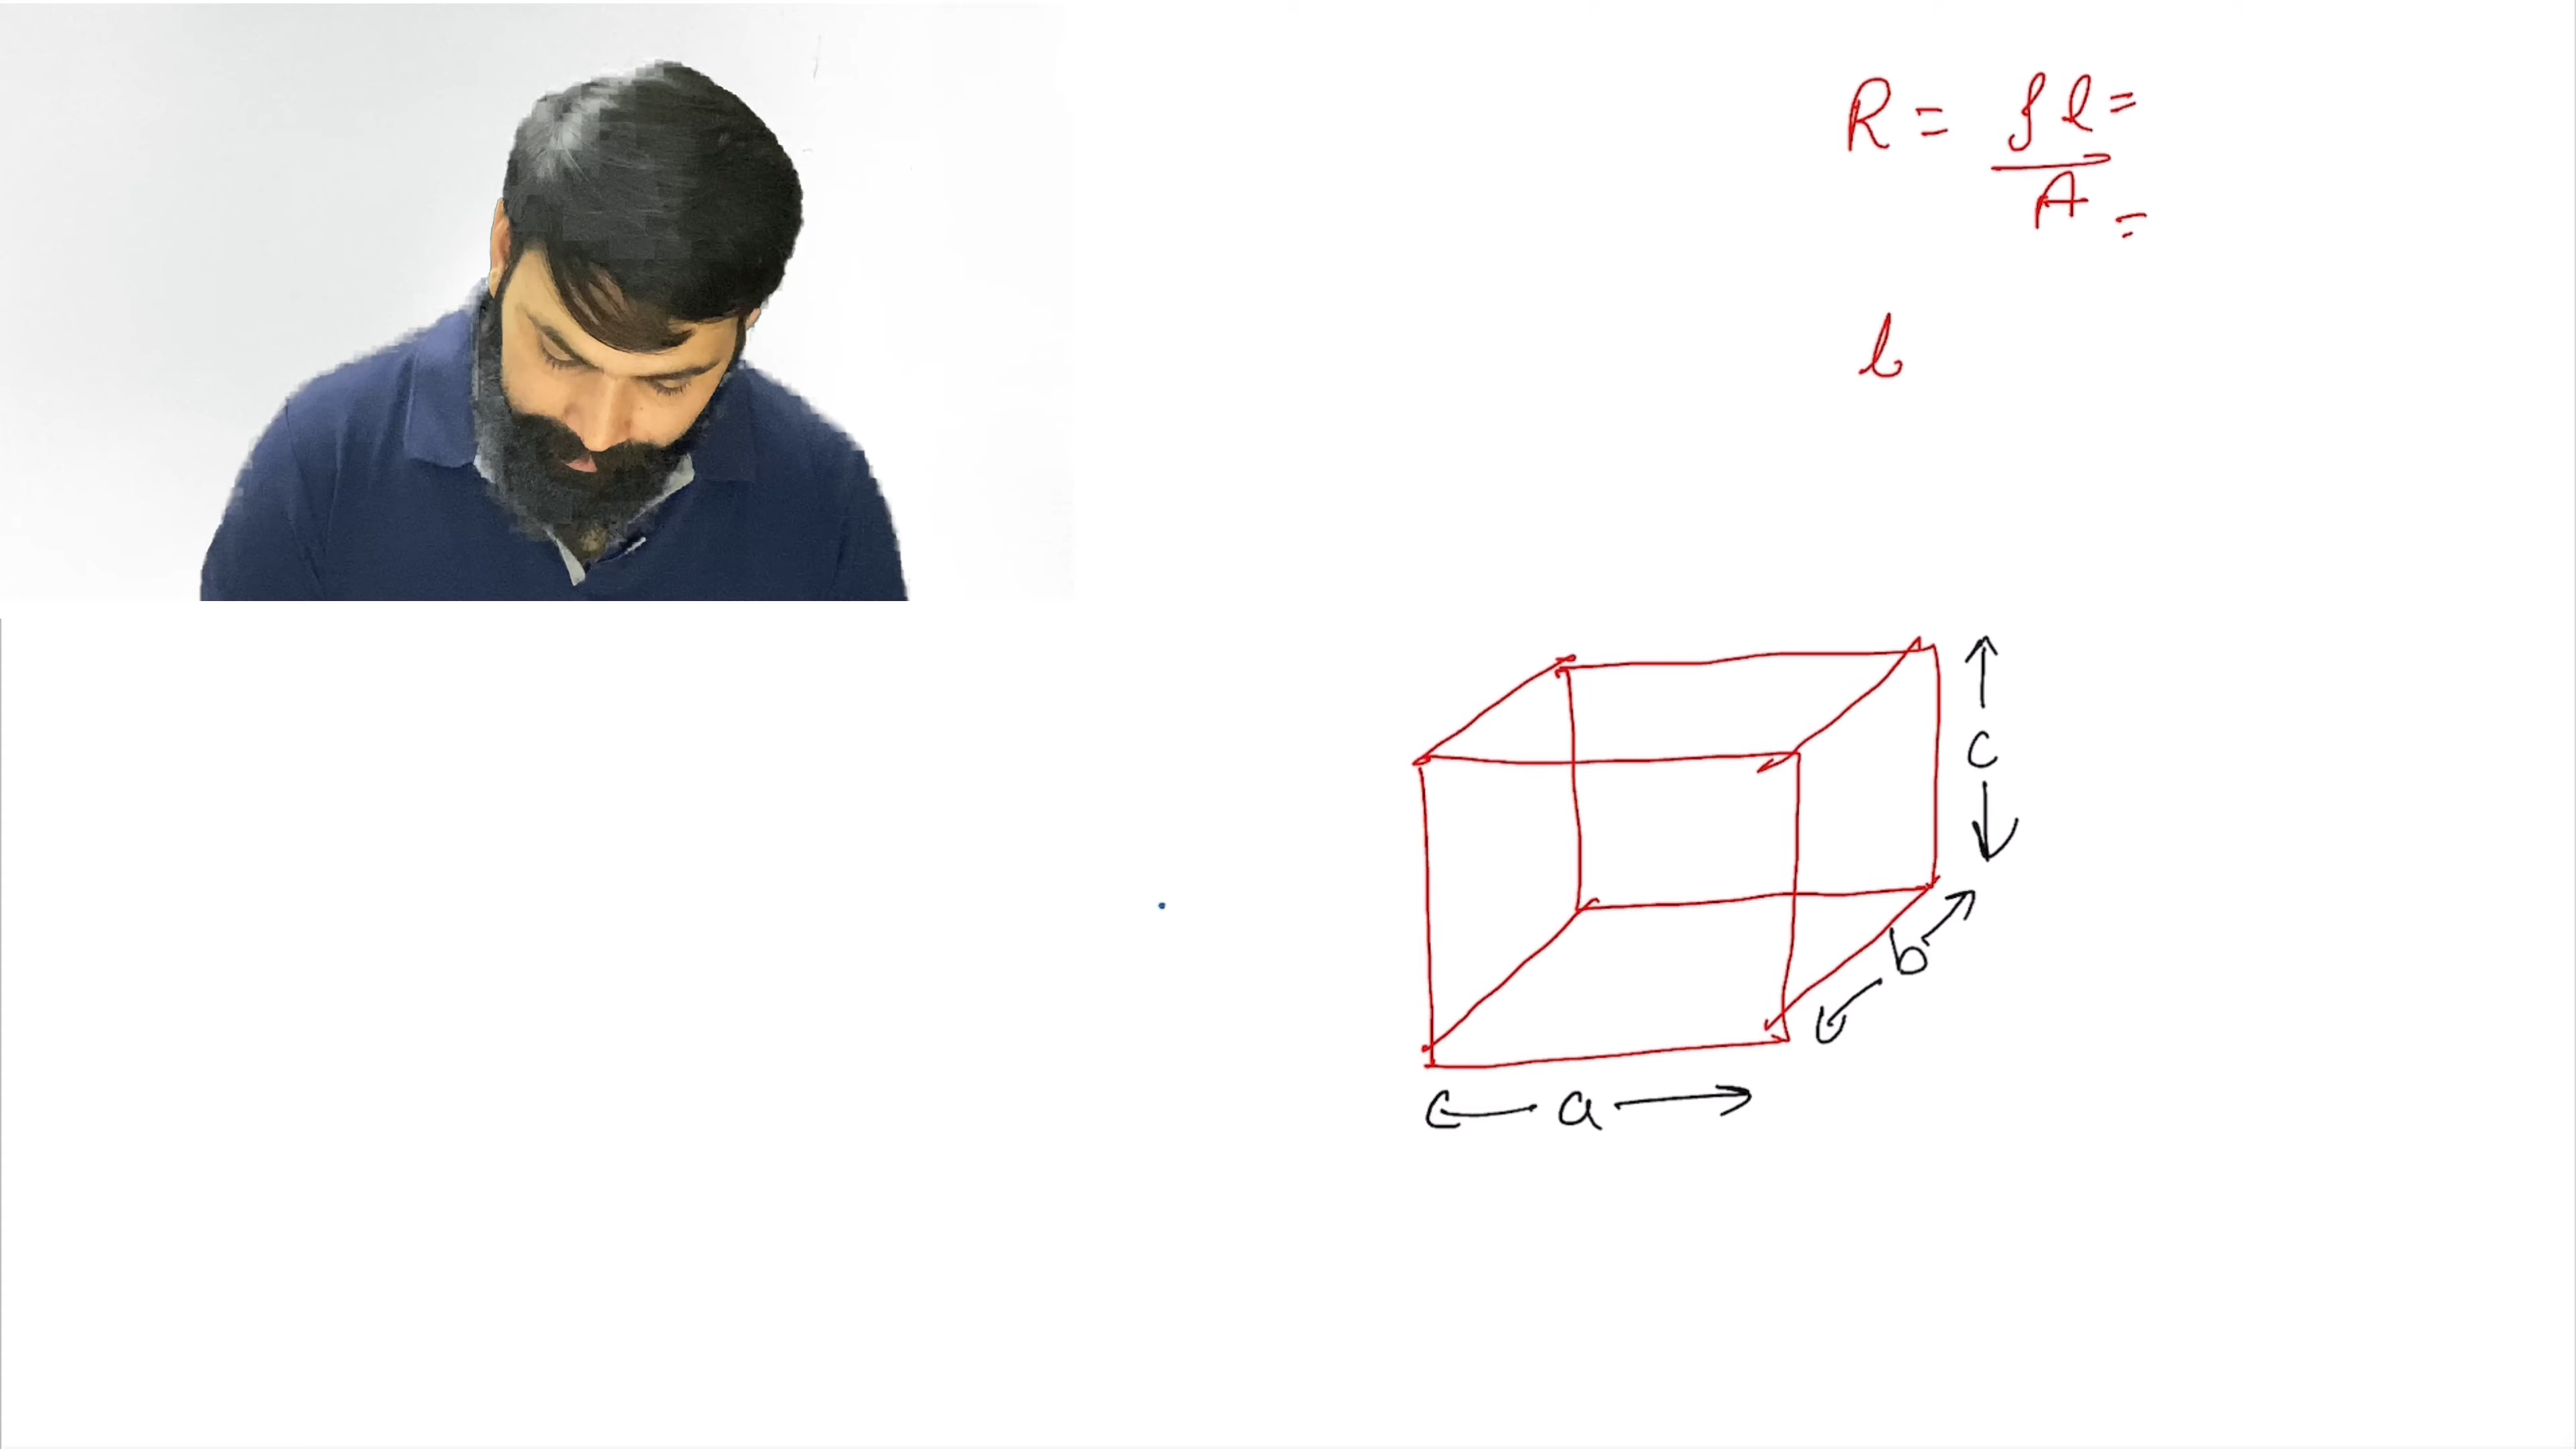 R = ρl =
A =
l
c
b
a